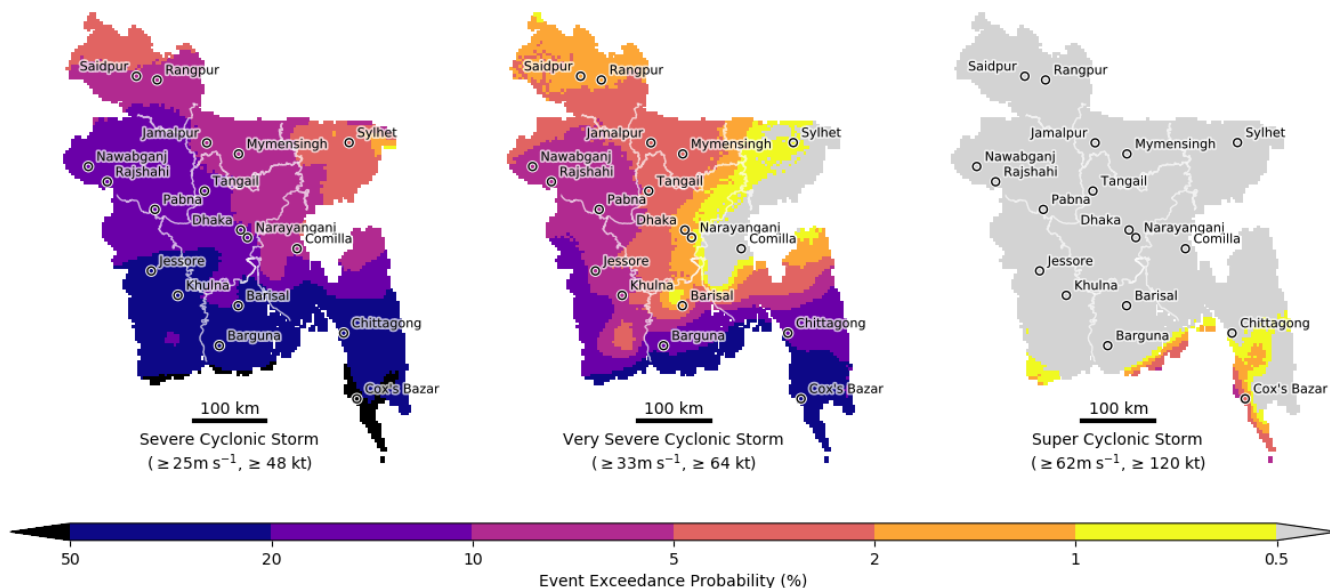 Saidpur
Rangpur
Jamalpur
Mymensingh
Sylhet
Nawabganj
Rajshahi
Tangail
Pabna
Dhaka
Narayangani
Comilla
Jessore
Khulna
Barisal
Barguna
Chittagong
Cox's Bazar
100 km
Severe Cyclonic Storm
(≥25m s⁻¹, ≥ 48 kt)
Saidpur
Rangpur
Jamalpur
Mymensingh
Sylhet
Nawabganj
Rajshahi
Tangail
Pabna
Dhaka
Narayangani
Comilla
Jessore
Khulna
Barisal
Barguna
Chittagong
Cox's Bazar
100 km
Very Severe Cyclonic Storm
(≥33m s⁻¹, ≥ 64 kt)
Saidpur
Rangpur
Jamalpur
Mymensingh
Sylhet
Nawabganj
Rajshahi
Tangail
Pabna
Dhaka
Narayangani
Comilla
Jessore
Khulna
Barisal
Barguna
Chittagong
Cox's Bazar
100 km
Super Cyclonic Storm
(≥62m s⁻¹, ≥ 120 kt)
50 20 10 5 2 1 0.5
Event Exceedance Probability (%)